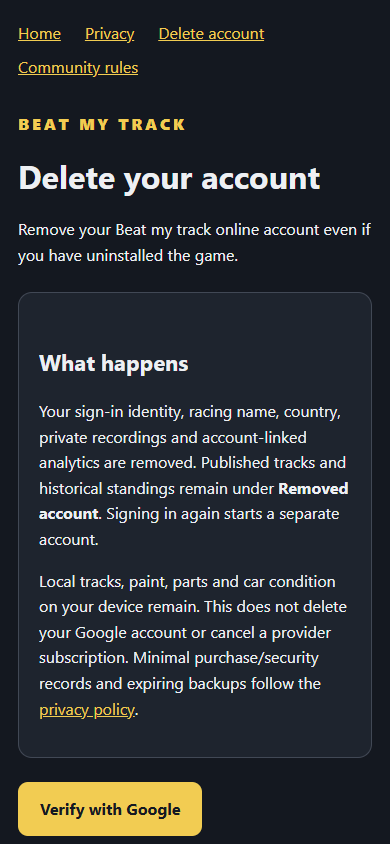 Home Privacy Delete account
Community rules
BEAT MY TRACK
Delete your account
Remove your Beat my track online account even if
you have uninstalled the game.
What happens
Your sign-in identity, racing name, country,
private recordings and account-linked
analytics are removed. Published tracks and
historical standings remain under Removed
account. Signing in again starts a separate
account.
Local tracks, paint, parts and car condition
on your device remain. This does not delete
your Google account or cancel a provider
subscription. Minimal purchase/security
records and expiring backups follow the
privacy policy.
Verify with Google